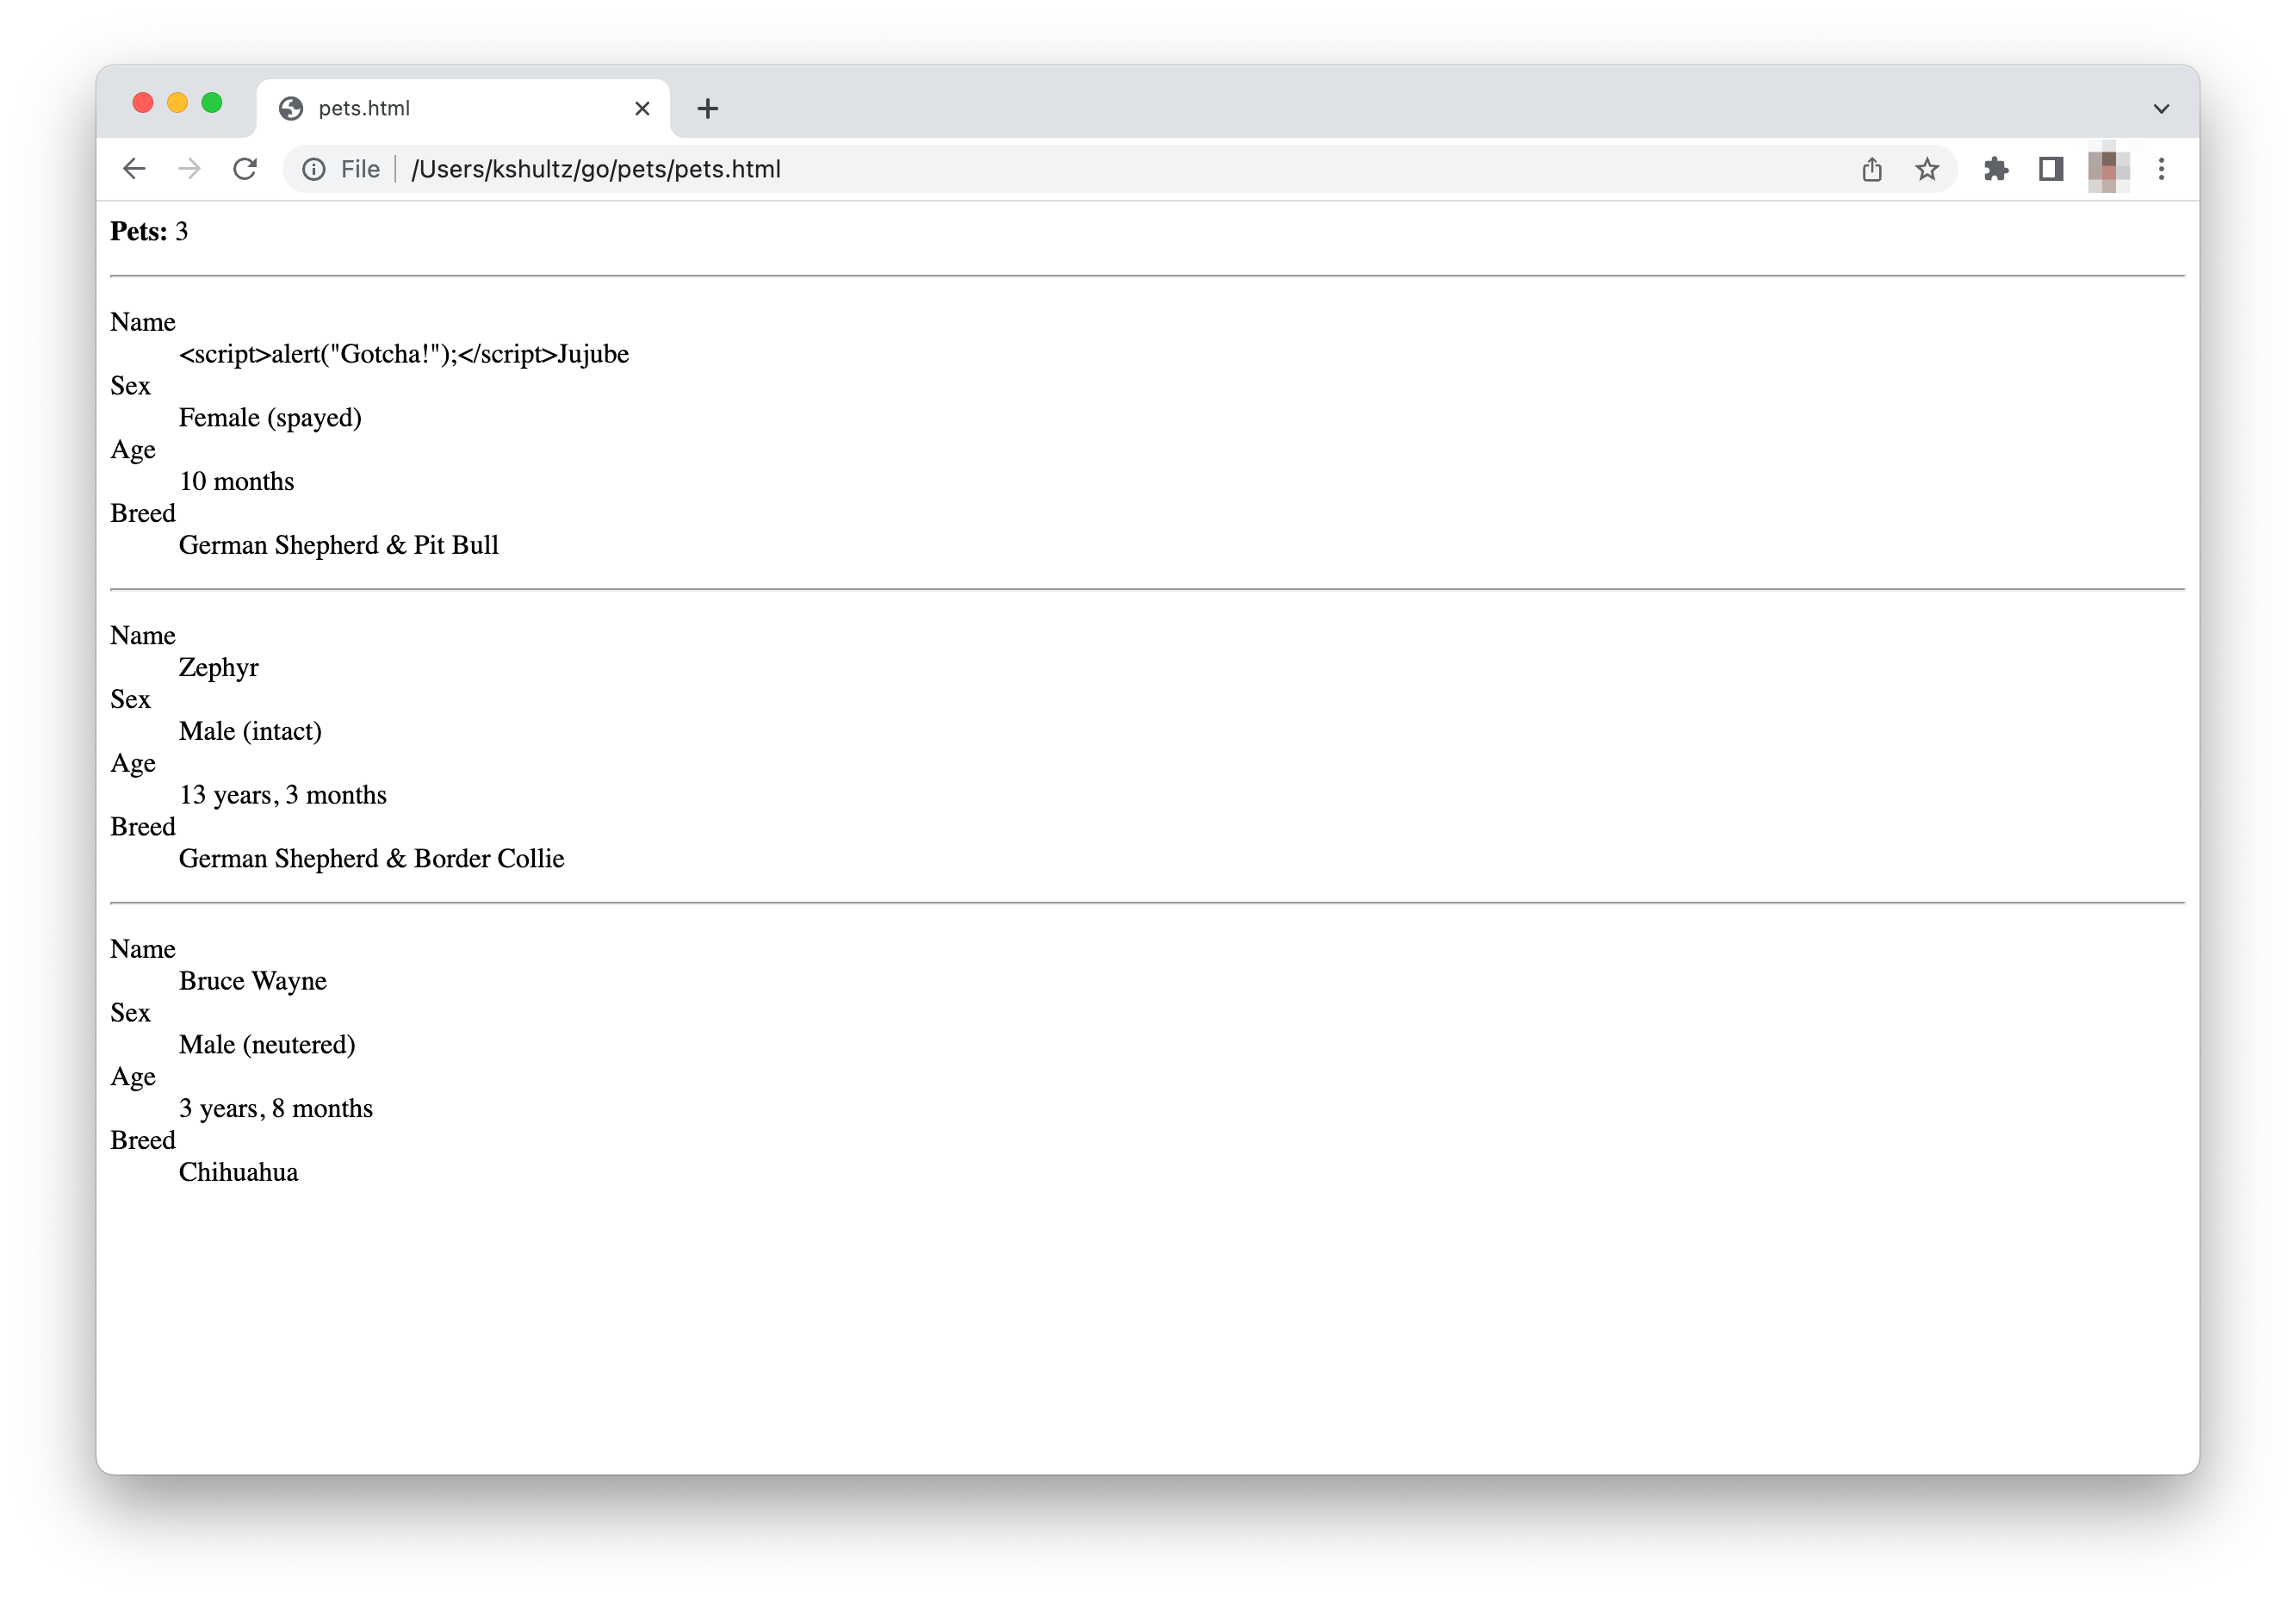 pets.html
File /Users/kshultz/go/pets/pets.html
Pets: 3
Name
<script>alert("Gotcha!");</script>Jujube
Sex
Female (spayed)
Age
10 months
Breed
German Shepherd & Pit Bull
Name
Zephyr
Sex
Male (intact)
Age
13 years, 3 months
Breed
German Shepherd & Border Collie
Name
Bruce Wayne
Sex
Male (neutered)
Age
3 years, 8 months
Breed
Chihuahua